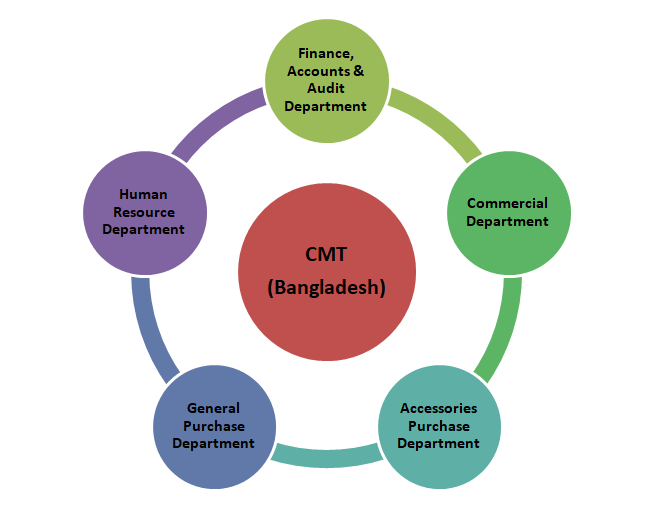 Finance,
Accounts &
Audit
Department
Human
Resource
Department
Commercial
Department
CMT
(Bangladesh)
General
Purchase
Department
Accessories
Purchase
Department